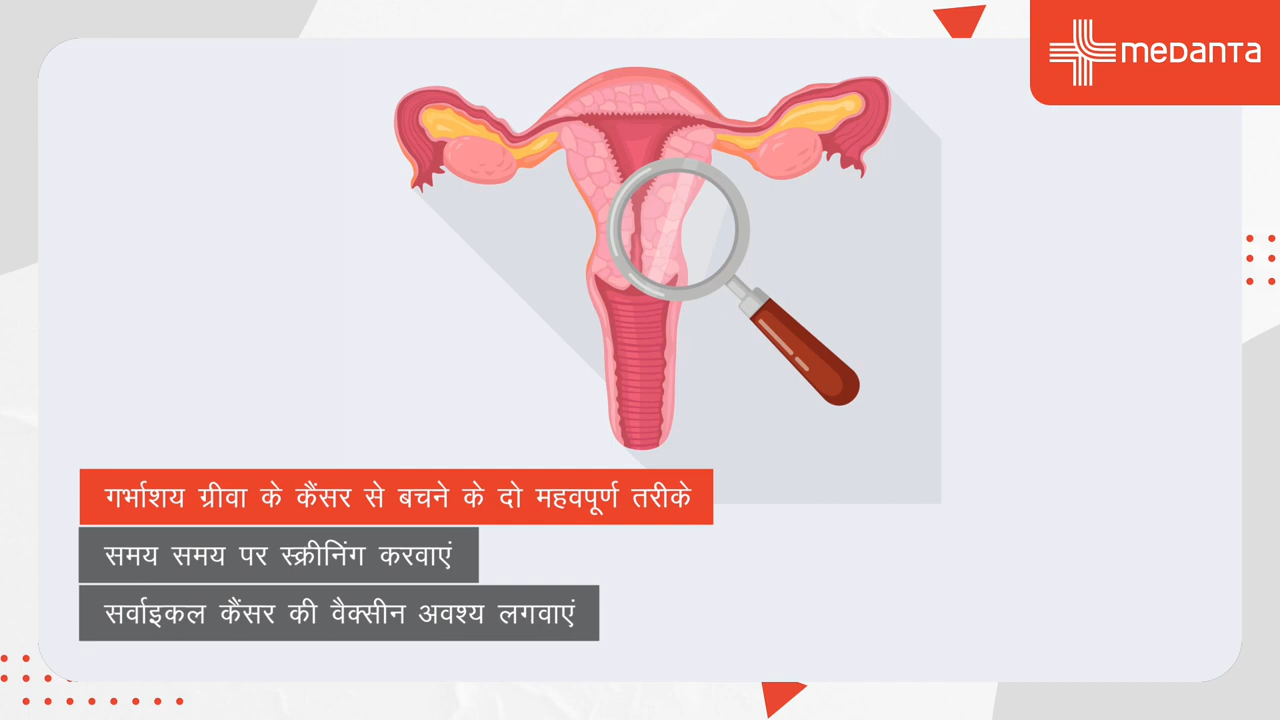 medanta
गर्भाशय ग्रीवा के कैंसर से बचने के दो महवपूर्ण तरीके
समय समय पर स्क्रीनिंग करवाएं
सर्वाइकल कैंसर की वैक्सीन अवश्य लगवाएं